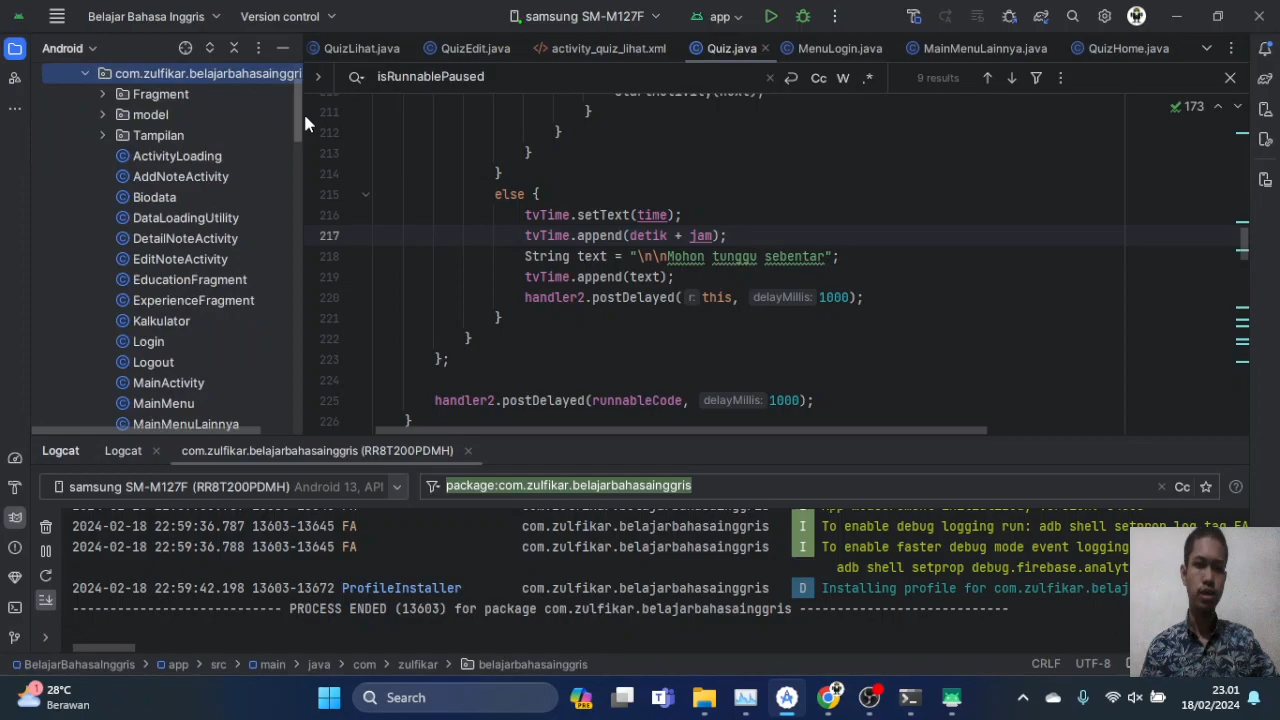 Belajar Bahasa Inggris
Version control
samsung SM-M127F
app
Android
QuizLihat.java
QuizEdit.java
activity_quiz_lihat.xml
Quiz.java
MenuLogin.java
MainMenuLainnya.java
QuizHome.java
isRunnablePaused
Cc
W
.*
9 results
com.zulfikar.belajarbahasainggri
Fragment
model
Tampilan
ActivityLoading
AddNoteActivity
Biodata
DataLoadingUtility
DetailNoteActivity
EditNoteActivity
EducationFragment
ExperienceFragment
Kalkulator
Login
Logout
MainActivity
MainMenu
MainMenuLainnya
173
211 }
212 }
213 }
214 }
215 else {
216 tvTime.setText(time);
217 tvTime.append(detik + jam);
218 String text = "\n\nMohon tunggu sebentar";
219 tvTime.append(text);
220 handler2.postDelayed( r: this, delayMillis: 1000);
221 }
222 }
223 };
224
225 handler2.postDelayed(runnableCode, delayMillis: 1000);
226 }
Logcat
Logcat
com.zulfikar.belajarbahasainggris (RR8T200PDMH)
samsung SM-M127F (RR8T200PDMH) Android 13, API
package:com.zulfikar.belajarbahasainggris
Cc
2024-02-18 22:59:36.787 13603-13645 FA com.zulfikar.belajarbahasainggris I To enable debug logging run: adb shell setprop log.tag.FA
2024-02-18 22:59:36.788 13603-13645 FA com.zulfikar.belajarbahasainggris I To enable faster debug mode event logging
adb shell setprop debug.firebase.analyt
2024-02-18 22:59:42.198 13603-13672 ProfileInstaller com.zulfikar.belajarbahasainggris D Installing profile for com.zulfikar.belaj
--------------------------- PROCESS ENDED (13603) for package com.zulfikar.belajarbahasainggris ---------------------------
BelajarBahasaInggris
app
src
main
java
com
zulfikar
belajarbahasainggris
CRLF
UTF-8
1
28°C
Berawan
Search
PRE
23.01
18/02/2024